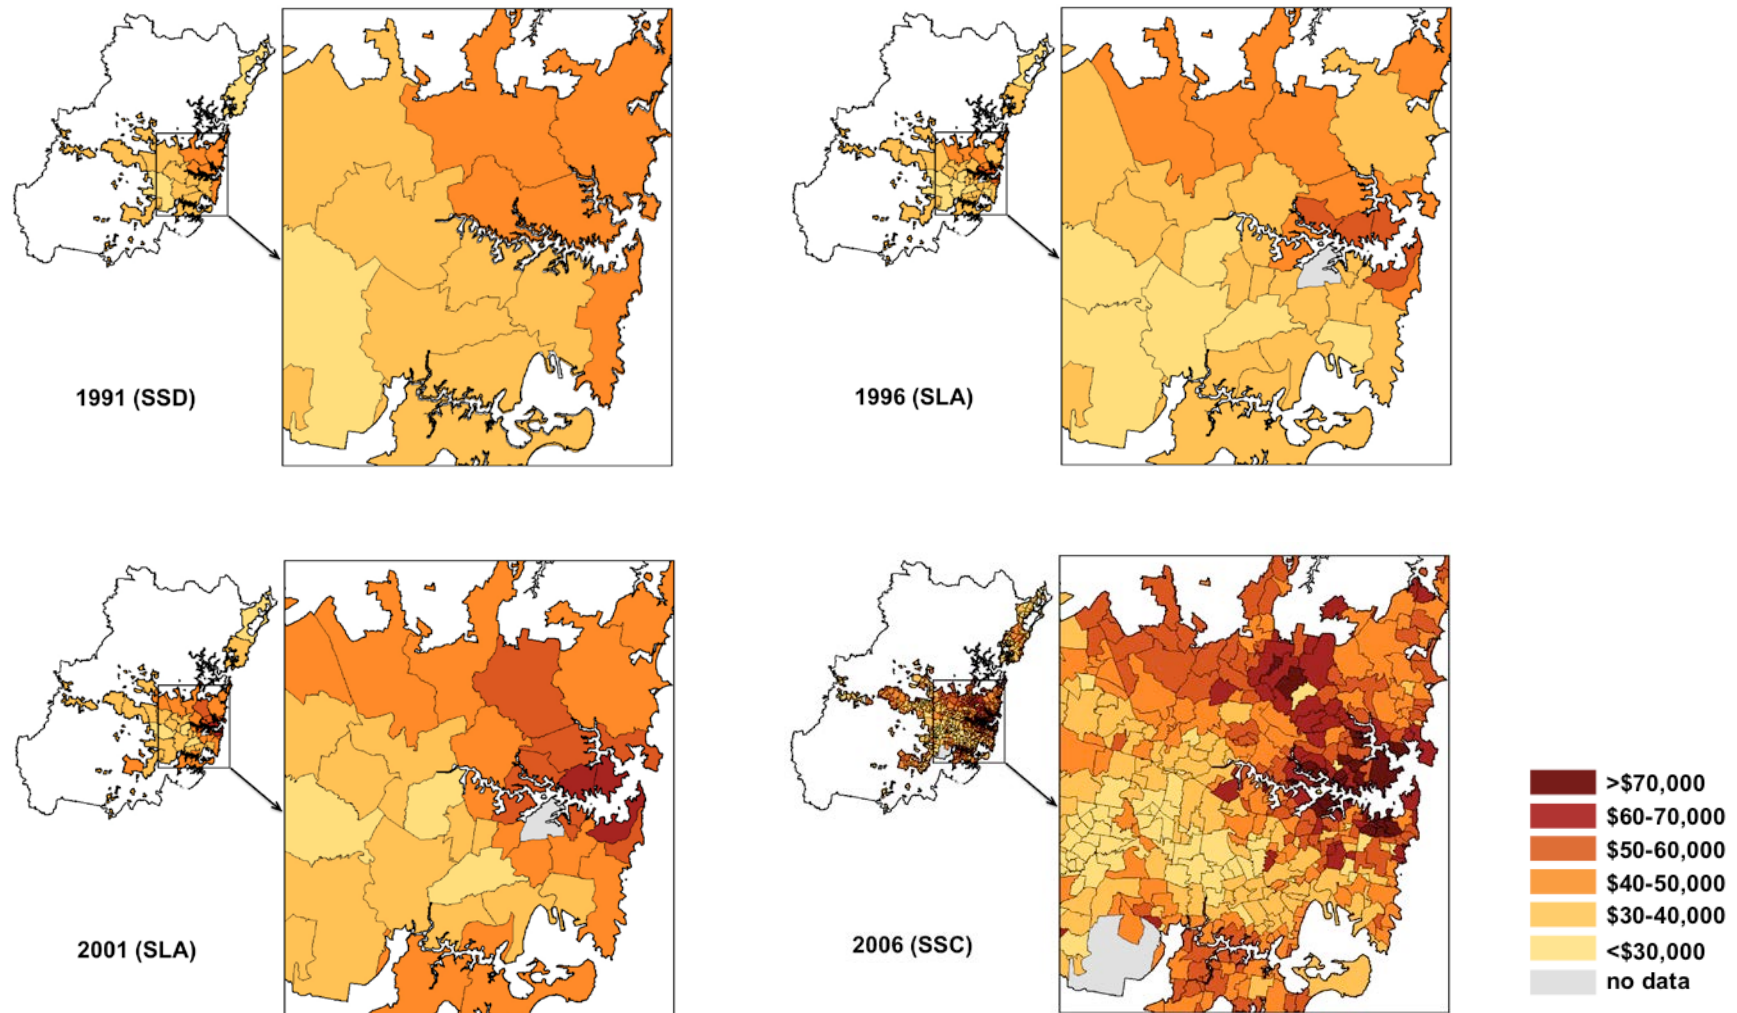 1991 (SSD)
1996 (SLA)
2001 (SLA)
2006 (SSC)
>$70,000
$60-70,000
$50-60,000
$40-50,000
$30-40,000
<$30,000
no data